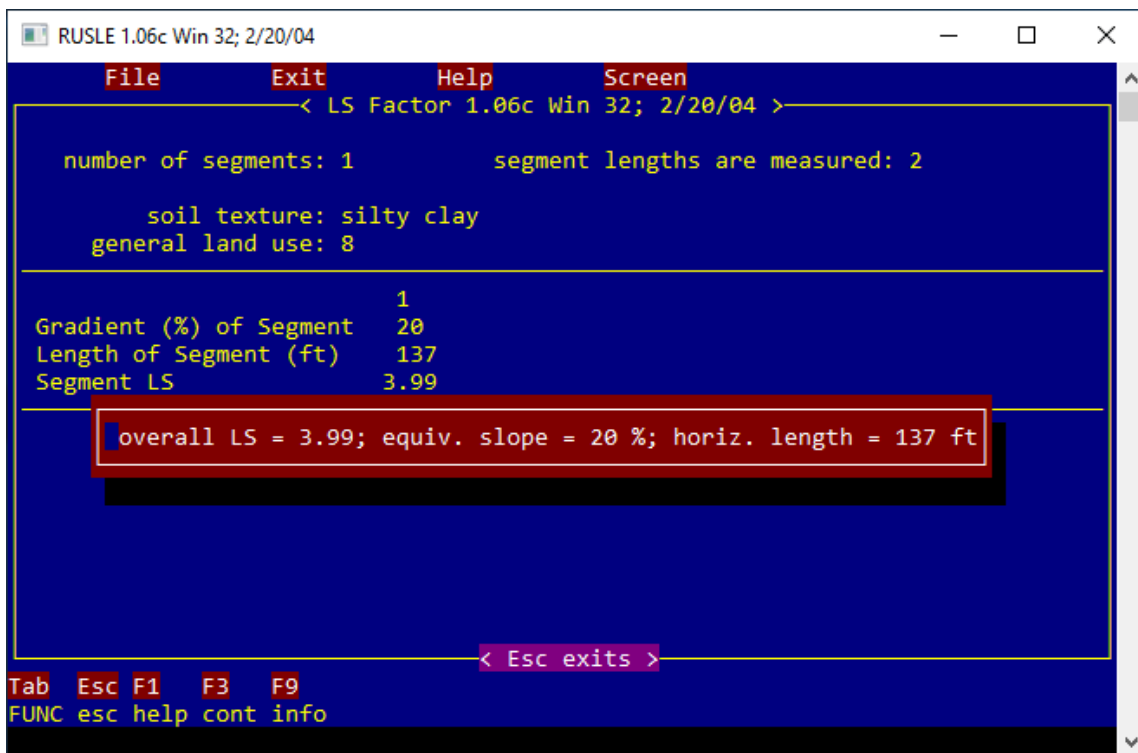 RUSLE 1.06c Win 32; 2/20/04
File Exit Help Screen
< LS Factor 1.06c Win 32; 2/20/04 >
number of segments: 1 segment lengths are measured: 2
soil texture: silty clay
general land use: 8
1
Gradient (%) of Segment 20
Length of Segment (ft) 137
Segment LS 3.99
overall LS = 3.99; equiv. slope = 20 %; horiz. length = 137 ft
< Esc exits >
Tab Esc F1 F3 F9
FUNC esc help cont info